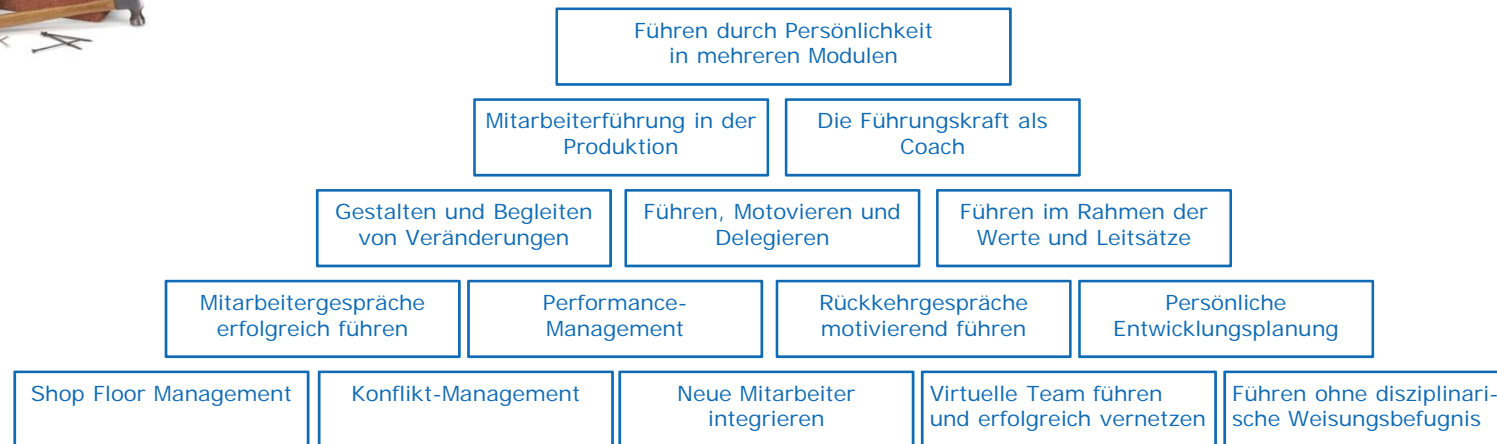 Führen durch Persönlichkeit
in mehreren Modulen
Mitarbeiterführung in der
Produktion
Die Führungskraft als
Coach
Gestalten und Begleiten
von Veränderungen
Führen, Motovieren und
Delegieren
Führen im Rahmen der
Werte und Leitsätze
Mitarbeitergespräche
erfolgreich führen
Performance-
Management
Rückkehrgespräche
motivierend führen
Persönliche
Entwicklungsplanung
Shop Floor Management
Konflikt-Management
Neue Mitarbeiter
integrieren
Virtuelle Team führen
und erfolgreich vernetzen
Führen ohne disziplinari-
sche Weisungsbefugnis